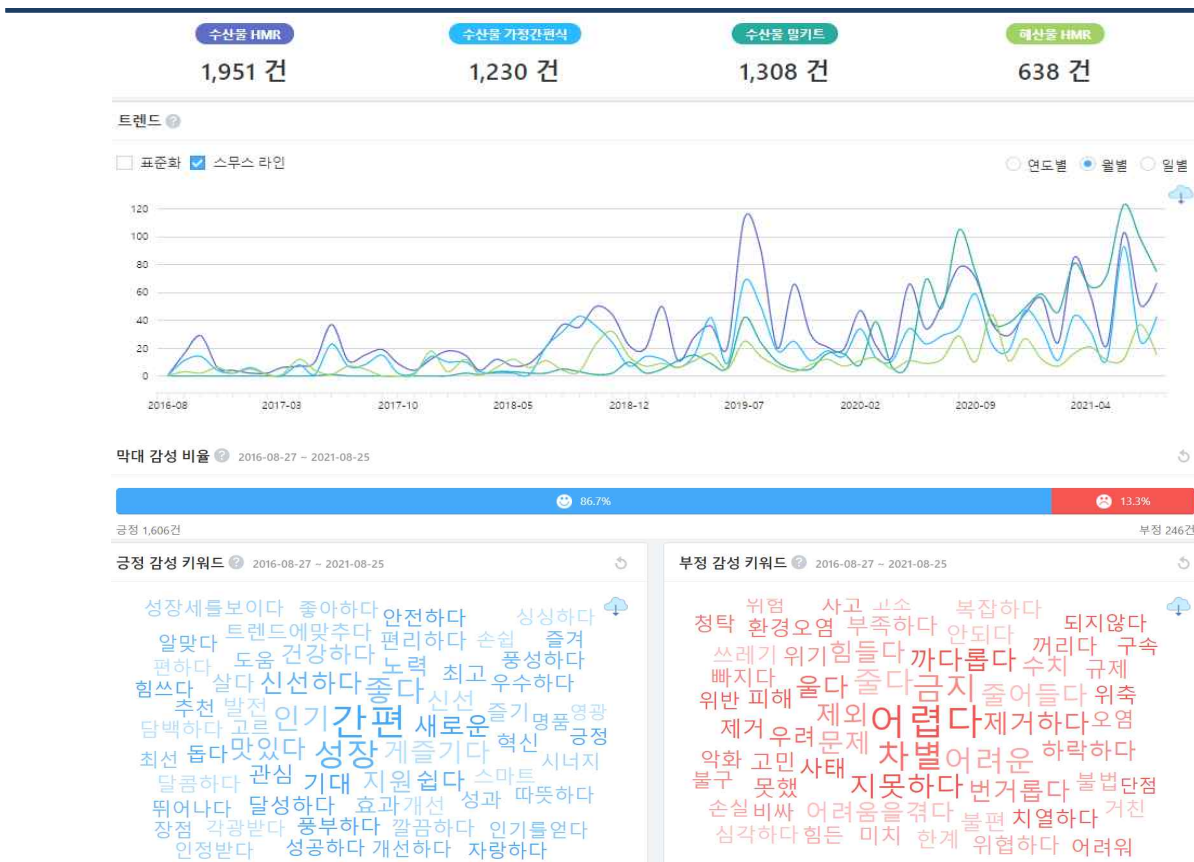 수산물 HMR 수산물 가정간편식 수산물 밀키트 해산물 HMR
1,951 건 1,230 건 1,308 건 638 건
트렌드 ?
표준화 스무스 라인 연도별 월별 일별
120
100
80
60
40
20
0
2016-08 2017-03 2017-10 2018-05 2018-12 2019-07 2020-02 2020-09 2021-04
막대 감성 비율 ? 2016-08-27 ~ 2021-08-25
86.7% 13.3%
긍정 1,606건 부정 246건
긍정 감성 키워드 ? 2016-08-27 ~ 2021-08-25
성장세를보이다 좋아하다 안전하다 싱싱하다
알맞다 트렌드에맞추다 편리하다 손쉽 즐겨
편하다 도움 건강하다 노력 최고 풍성하다
힘쓰다 살다 신선하다 좋다 신선 우수하다
추천 발전 인기 간편 새로운 즐기 명품 영광
담백하다 고르 혁신 긍정
최선 돕다 맛있다 성장 게즐기다 시너지
달콤하다 관심 기대 지원 쉽다 스마트
뛰어나다 달성하다 효과 개선 성과 따뜻하다
장점 각광받다 풍부하다 깔끔하다 인기를얻다
인정받다 성공하다 개선하다 자랑하다
부정 감성 키워드 ? 2016-08-27 ~ 2021-08-25
위험 사고 고소 복잡하다
청탁 환경오염 부족하다 안되다 되지않다
쓰레기 위기 힘들다 까다롭다 수치 꺼리다 구속 규제
빠지다 울다 줄다 금지 줄어들다 위축
위반 피해 제외 어렵다 제거하다 오염
제거 우려 문제 차별 어려운 하락하다
악화 고민 사태
불구 못했 지못하다 번거롭다 불법 단점
손실 비싸 어려움을겪다 불편 치열하다 거친
심각하다 힘든 미치 한계 위협하다 어려워